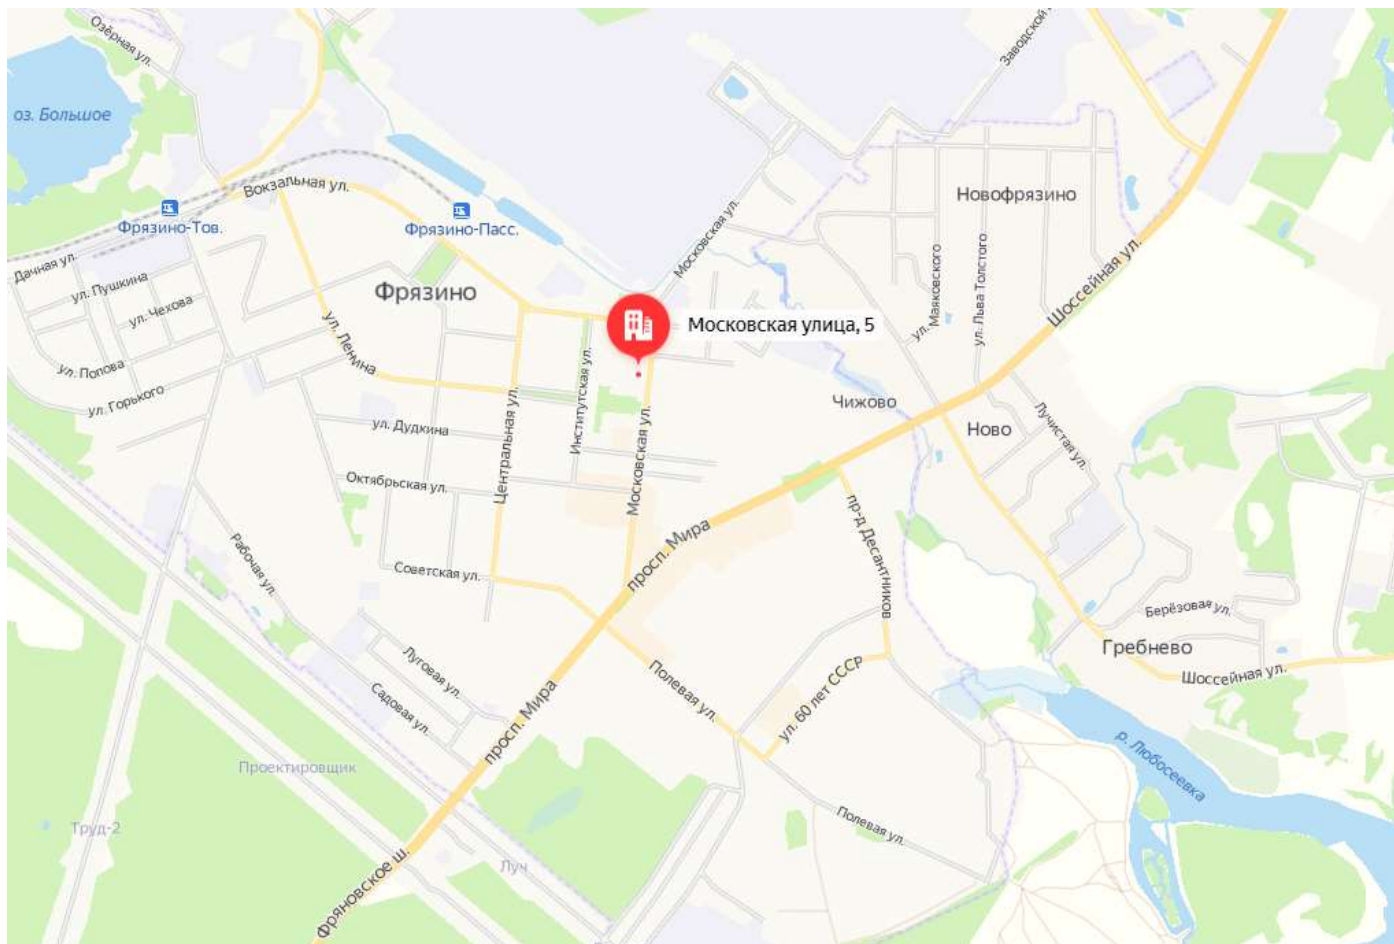 Озёрная ул.
Заводской
оз. Большое
Вокзальная ул.
Новофрязино
Фрязино-Тов.
Фрязино-Пасс.
Московская ул.
Дачная ул.
ул. Пушкина
ул. Чехова
Фрязино
ул. Маяковского
ул. Льва Толстого
Шоссейная ул.
Московская улица, 5
ул. Ленина
ул. Попова
ул. Горького
Институтская ул.
Чижово
Ново
Лучистая ул.
ул. Дудкина
Центральная ул.
Московская ул.
Октябрьская ул.
просп. Мира
пр-д Десантников
Рабочая ул.
Советская ул.
Берёзовая ул.
Гребнево
Шоссейная ул.
Луговая ул.
Садовая ул.
Полевая ул.
ул. 60 лет СССР
просп. Мира
р. Любосеевка
Проектировщик
Труд-2
Полевая ул.
Луч
Фряновское ш.